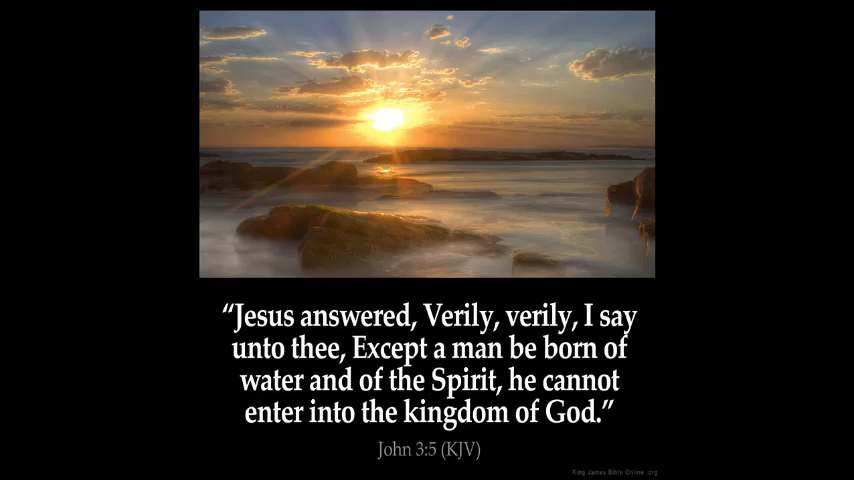 “Jesus answered, Verily, verily, I say
unto thee, Except a man be born of
water and of the Spirit, he cannot
enter into the kingdom of God.”
John 3:5 (KJV)
King James Bible Online .org